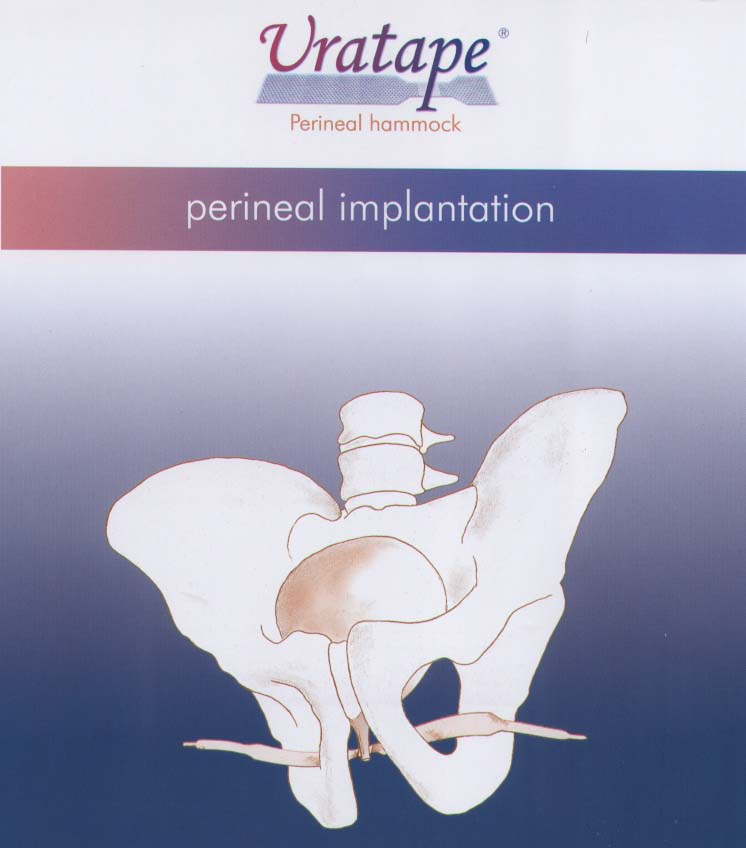 Uratape®
Perineal hammock
perineal implantation